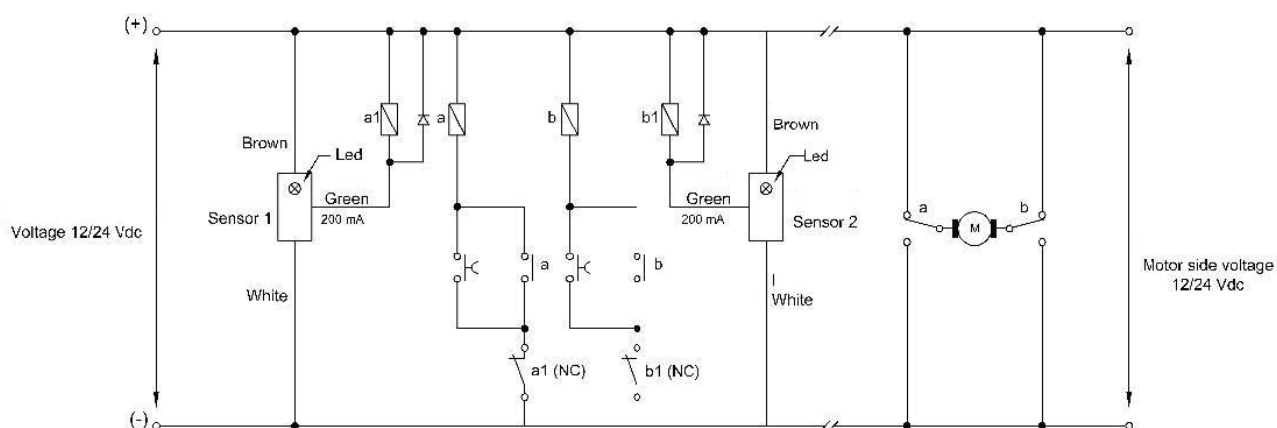 (+)
a1
a
b
b1
Brown
Led
Brown
Led
Green
200 mA
Sensor 1
Green
200 mA
Sensor 2
a
M
b
Voltage 12/24 Vdc
a
b
Motor side voltage
12/24 Vdc
White
White
a1 (NC)
b1 (NC)
(-)